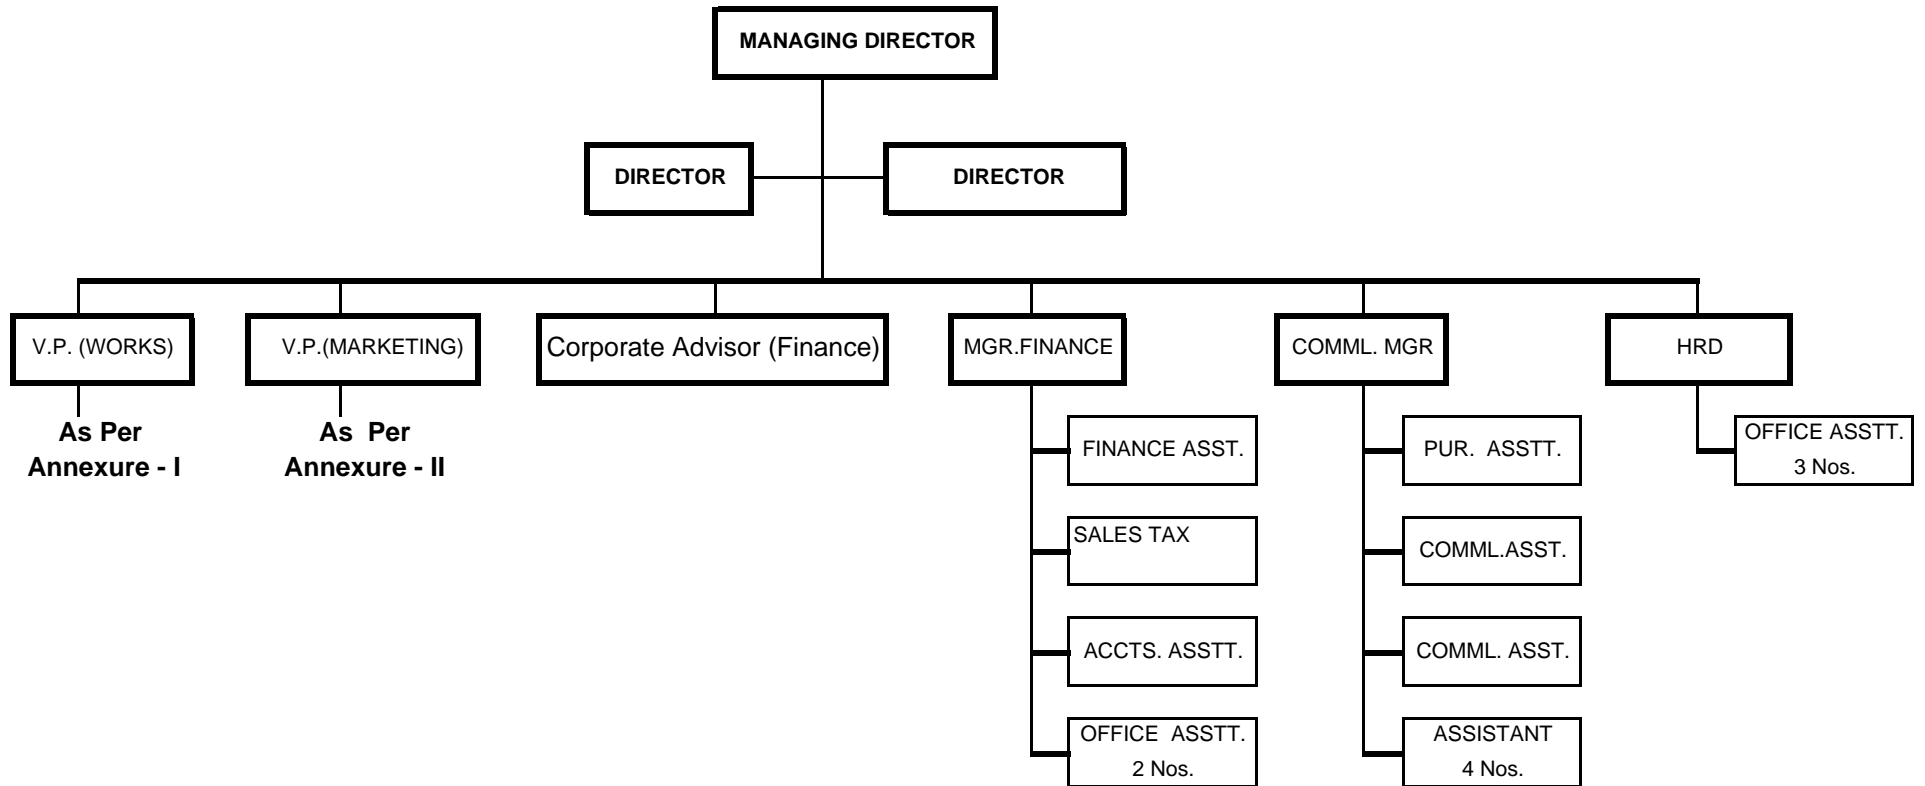 MANAGING DIRECTOR
DIRECTOR
DIRECTOR
V.P. (WORKS)
V.P.(MARKETING)
Corporate Advisor (Finance)
MGR.FINANCE
COMML. MGR
HRD
As Per
Annexure - I
As Per
Annexure - II
FINANCE ASST.
SALES TAX
ACCTS. ASSTT.
OFFICE ASSTT.
2 Nos.
PUR. ASSTT.
COMML.ASST.
COMML. ASST.
ASSISTANT
4 Nos.
OFFICE ASSTT.
3 Nos.